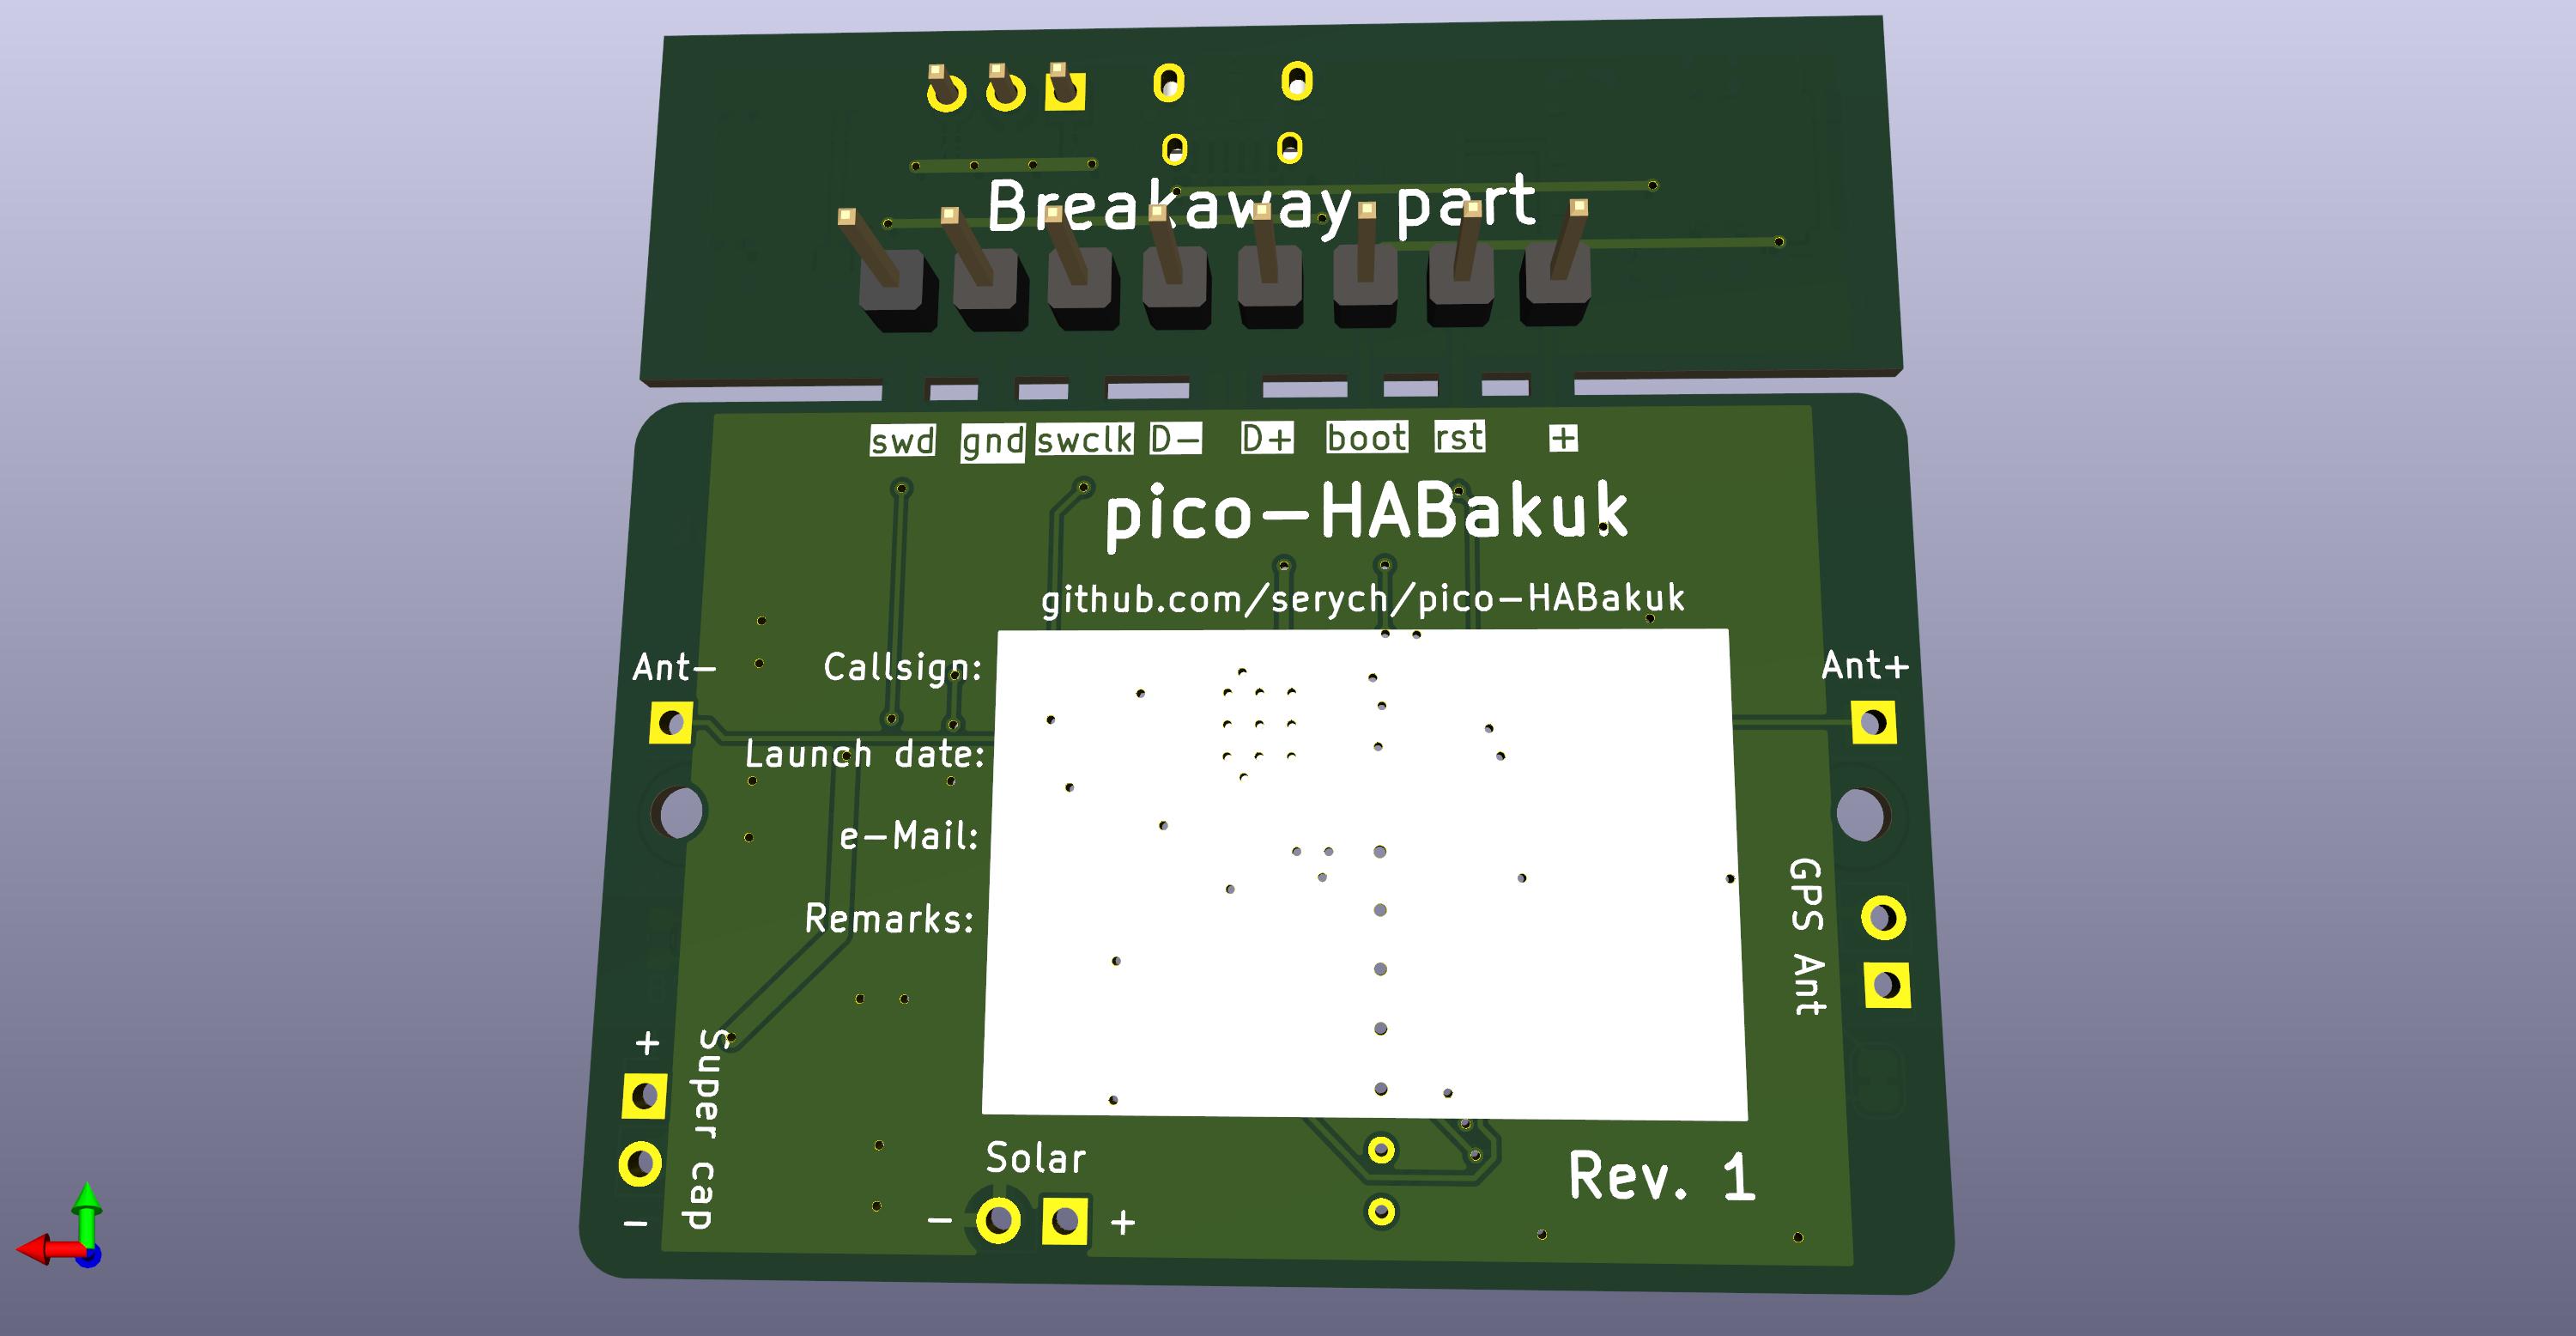 Breakaway part
swd gnd swclk D- D+ boot rst +
pico-HABakuk
github.com/serych/pico-HABakuk
Ant-
Callsign:
Ant+
Launch date:
e-Mail:
Remarks:
GPS Ant
+
Super cap
-
Solar
- +
Rev. 1